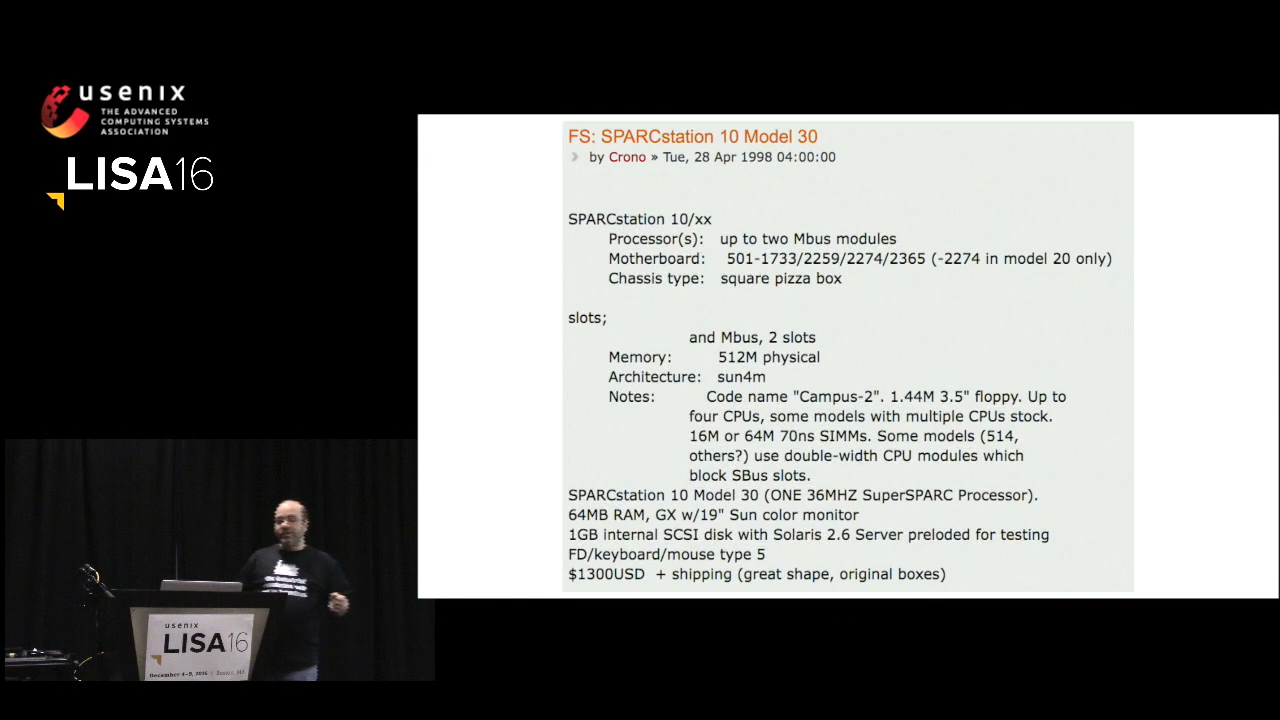 usenix
THE ADVANCED
COMPUTING SYSTEMS
ASSOCIATION
LISA16
FS: SPARCstation 10 Model 30
by Crono » Tue, 28 Apr 1998 04:00:00
SPARCstation 10/xx
Processor(s): up to two Mbus modules
Motherboard: 501-1733/2259/2274/2365 (-2274 in model 20 only)
Chassis type: square pizza box
slots;
and Mbus, 2 slots
Memory: 512M physical
Architecture: sun4m
Notes: Code name "Campus-2". 1.44M 3.5" floppy. Up to
four CPUs, some models with multiple CPUs stock.
16M or 64M 70ns SIMMs. Some models (514,
others?) use double-width CPU modules which
block SBus slots.
SPARCstation 10 Model 30 (ONE 36MHZ SuperSPARC Processor).
64MB RAM, GX w/19" Sun color monitor
1GB internal SCSI disk with Solaris 2.6 Server preloaded for testing
FD/keyboard/mouse type 5
$1300USD + shipping (great shape, original boxes)
usenix
LISA16
December 4–9, 2016 | Boston, MA